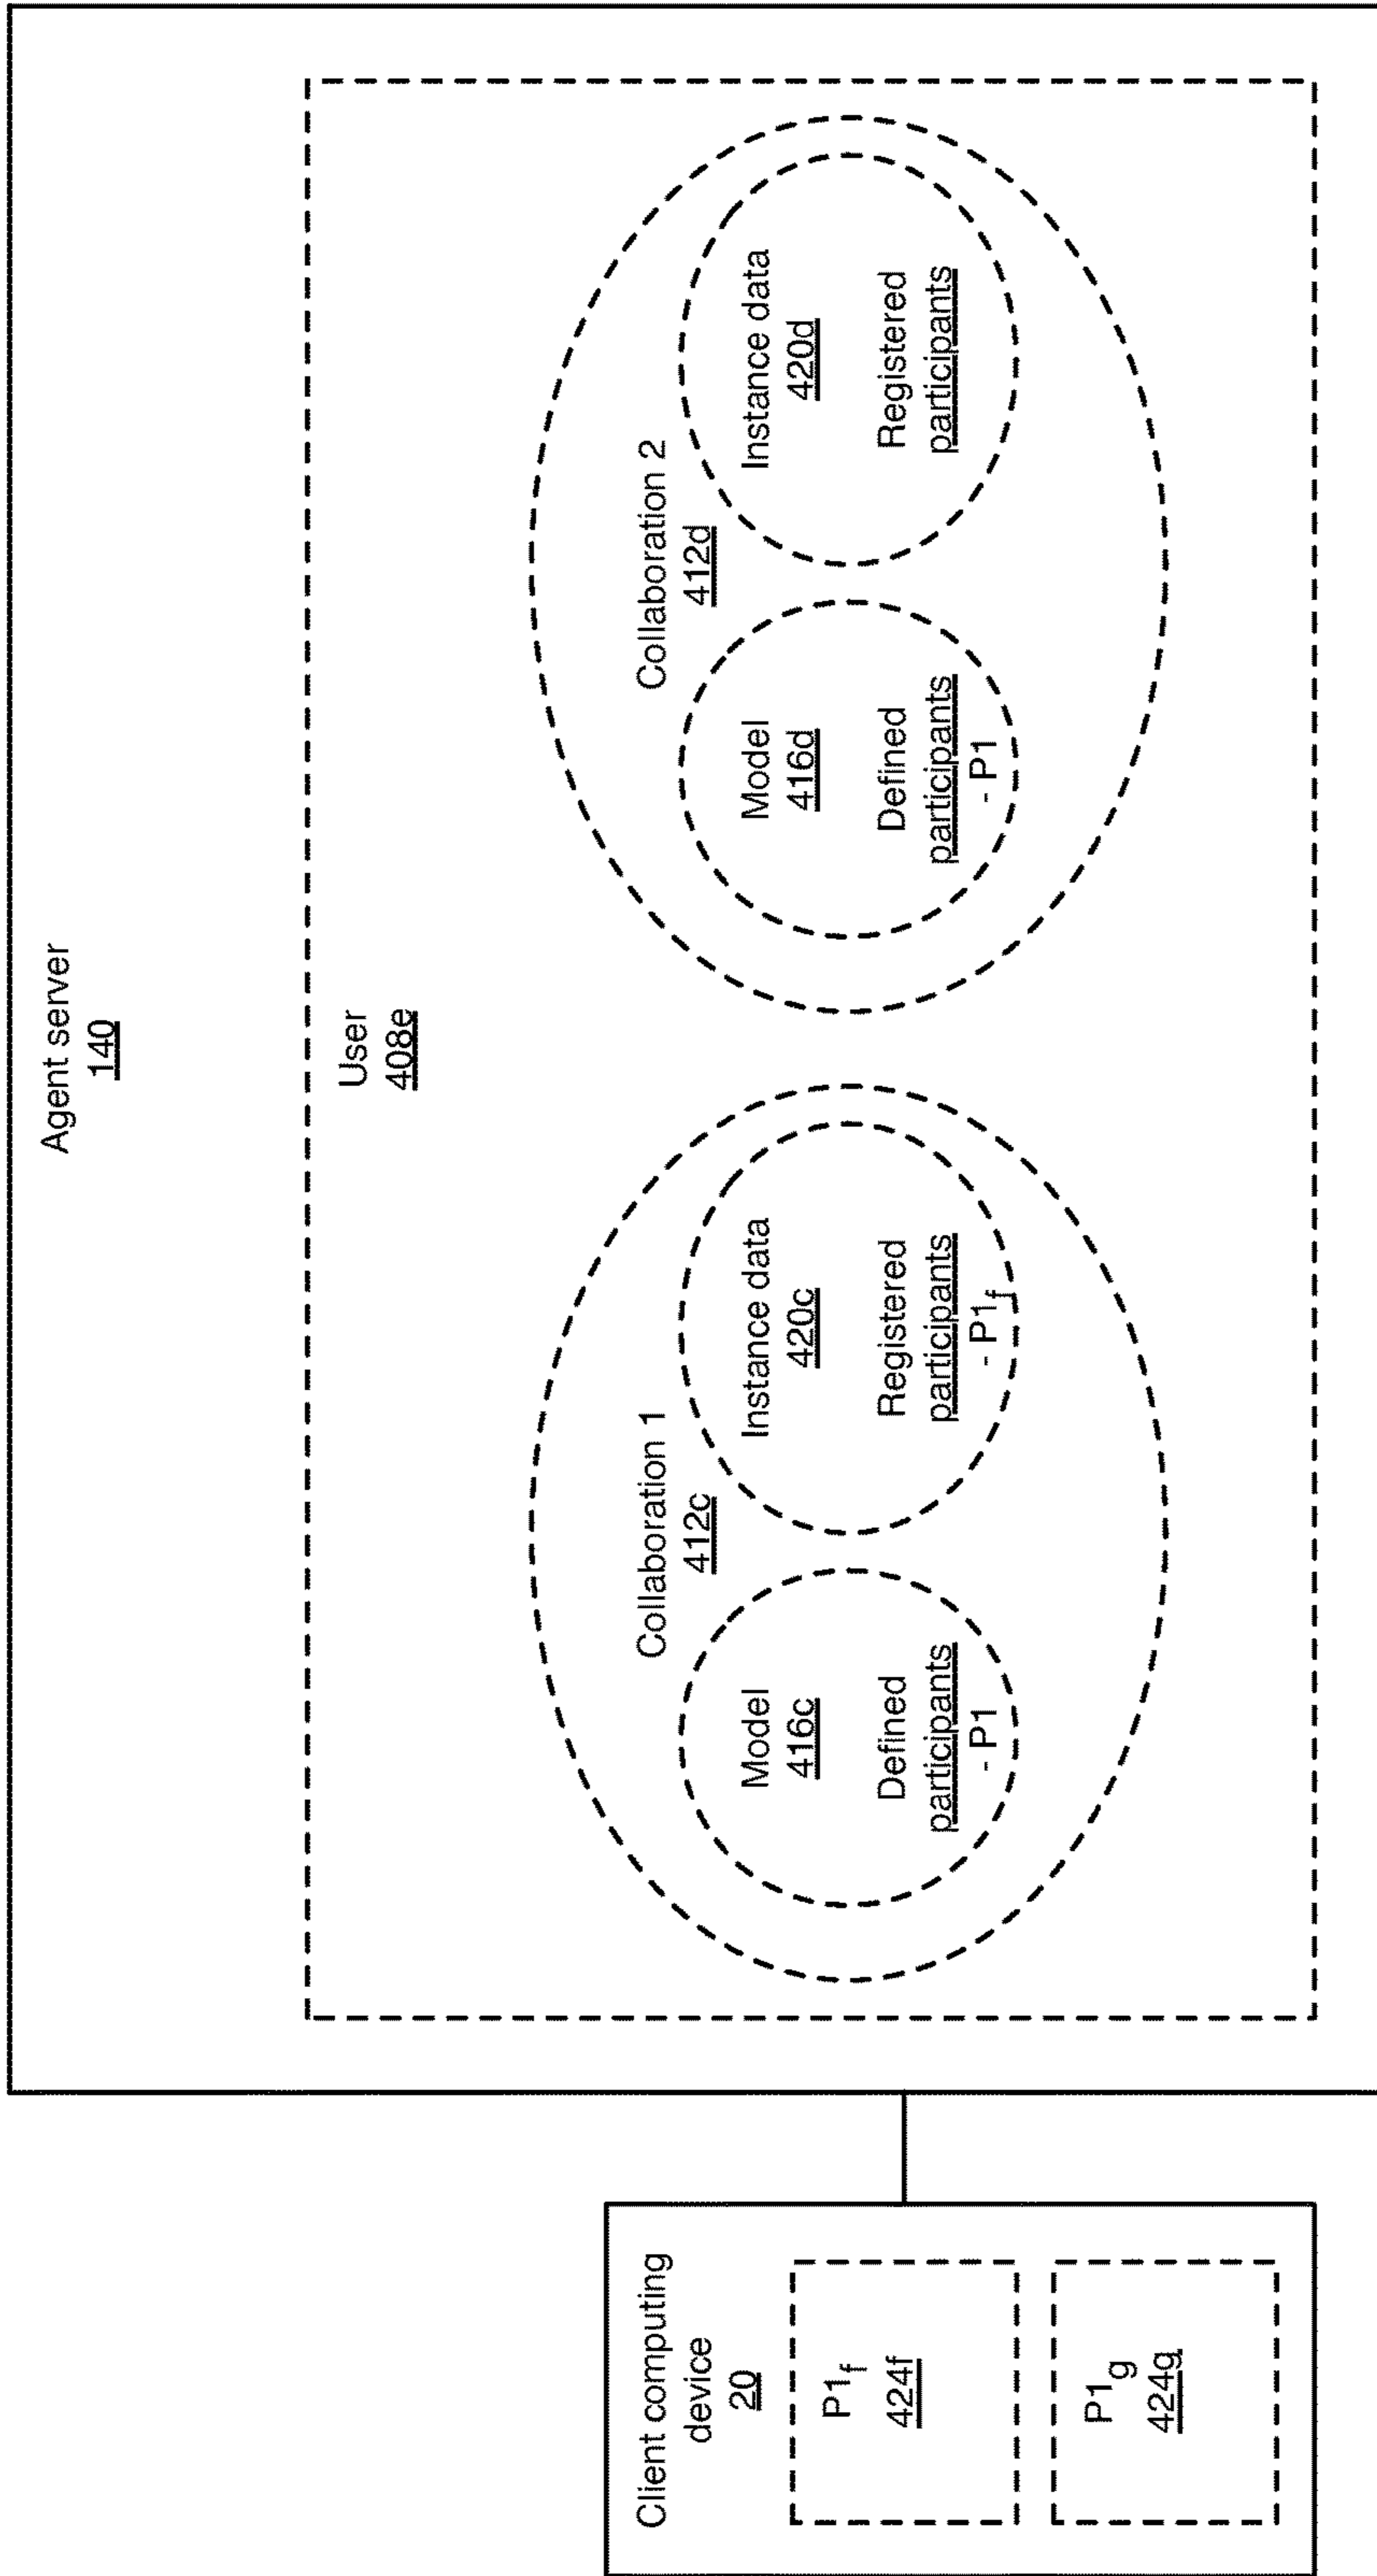 Agent server
140
User
408e
Collaboration 1
412c
Model
416c
Defined
participants
- P1
Instance data
420c
Registered
participants
- P1f
Collaboration 2
412d
Model
416d
Defined
participants
- P1
Instance data
420d
Registered
participants
Client computing
device
20
P1f
424f
P1g
424g